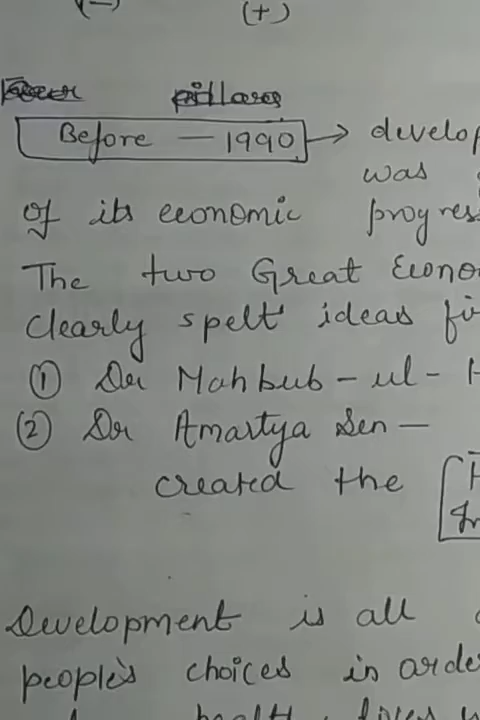 (−) (+)
pillars
Before — 1990 → develop
was
of its economic progres
The two Great Econo
clearly spelt ideas fi
① Dr Mahbub - ul - H
② Dr Amartya Sen —
created the
Development is all
people's choices in orde